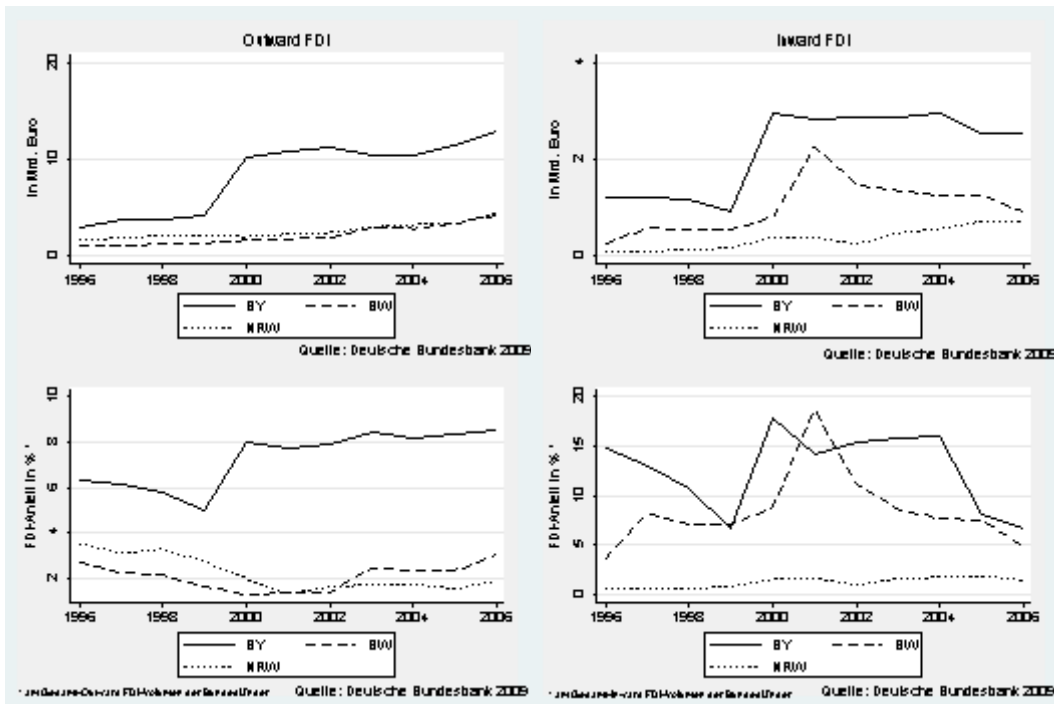 Outward FDI
Inward FDI
In Mrd. Euro
0 10 20
1996 1998 2000 2002 2004 2006
BY BW
NRW
Quelle: Deutsche Bundesbank 2009
In Mrd. Euro
0 2 4
1996 1998 2000 2002 2004 2006
BY BW
NRW
Quelle: Deutsche Bundesbank 2009
FDI-Anteil in % *
2 4 6 8 10
1996 1998 2000 2002 2004 2006
BY BW
NRW
Quelle: Deutsche Bundesbank 2009
FDI-Anteil in % *
0 5 10 15 20
1996 1998 2000 2002 2004 2006
BY BW
NRW
Quelle: Deutsche Bundesbank 2009